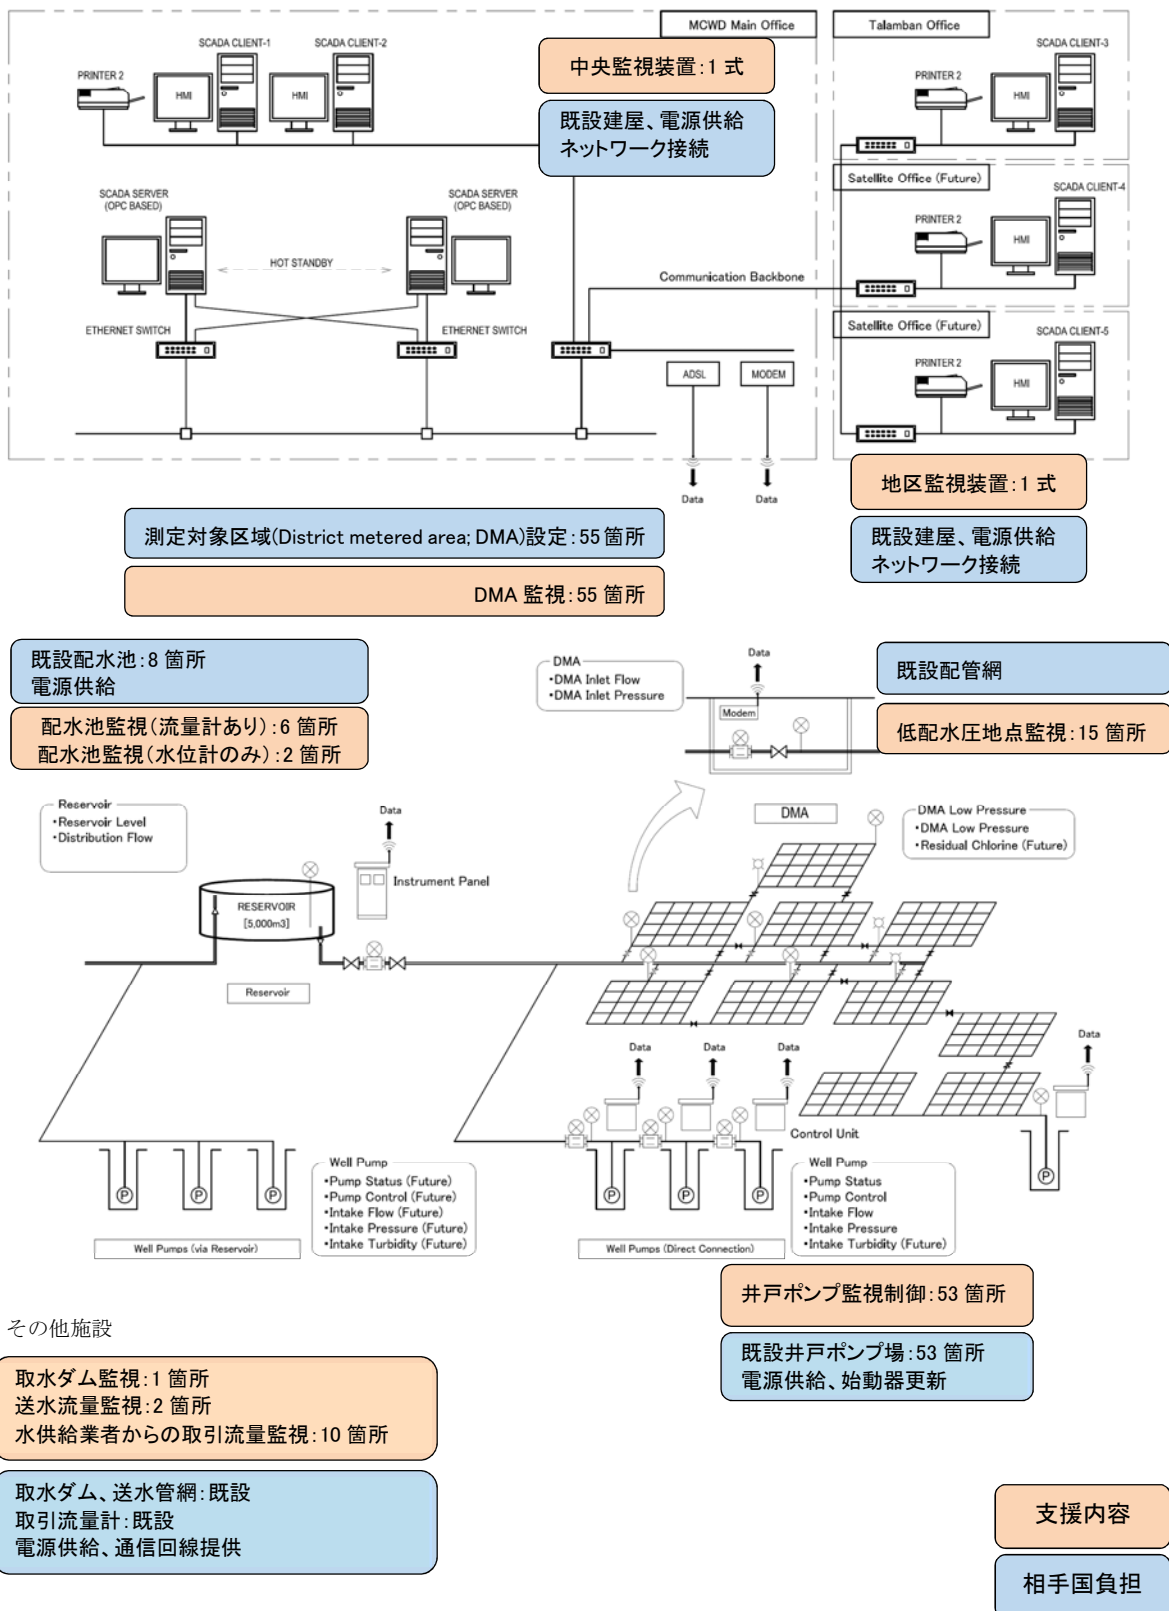 MCWD Main Office
Talamban Office
SCADA CLIENT-1
SCADA CLIENT-2
PRINTER 2
HMI
HMI
中央監視装置：1 式
既設建屋、電源供給
ネットワーク接続
SCADA CLIENT-3
PRINTER 2
HMI
SCADA SERVER
(OPC BASED)
SCADA SERVER
(OPC BASED)
HOT STANDBY
ETHERNET SWITCH
ETHERNET SWITCH
Communication Backbone
ADSL
MODEM
Data
Data
Satellite Office (Future)
SCADA CLIENT-4
PRINTER 2
HMI
Satellite Office (Future)
SCADA CLIENT-5
PRINTER 2
HMI
地区監視装置：1 式
既設建屋、電源供給
ネットワーク接続
測定対象区域(District metered area; DMA)設定：55 箇所
DMA 監視：55 箇所
既設配水池：8 箇所
電源供給
配水池監視（流量計あり）：6 箇所
配水池監視（水位計のみ）：2 箇所
DMA
・DMA Inlet Flow
・DMA Inlet Pressure
Data
Modem
既設配管網
低配水圧地点監視：15 箇所
Reservoir
・Reservoir Level
・Distribution Flow
Data
Instrument Panel
RESERVOIR
[5,000m3]
Reservoir
DMA
DMA Low Pressure
・DMA Low Pressure
・Residual Chlorine (Future)
Data
Data
Data
Data
Control Unit
P
P
P
Well Pumps (via Reservoir)
Well Pump
・Pump Status (Future)
・Pump Control (Future)
・Intake Flow (Future)
・Intake Pressure (Future)
・Intake Turbidity (Future)
P
P
P
Well Pumps (Direct Connection)
Well Pump
・Pump Status
・Pump Control
・Intake Flow
・Intake Pressure
・Intake Turbidity (Future)
P
井戸ポンプ監視制御：53 箇所
既設井戸ポンプ場：53 箇所
電源供給、始動器更新
その他施設
取水ダム監視：1 箇所
送水流量監視：2 箇所
水供給業者からの取引流量監視：10 箇所
取水ダム、送水管網：既設
取引流量計：既設
電源供給、通信回線提供
支援内容
相手国負担